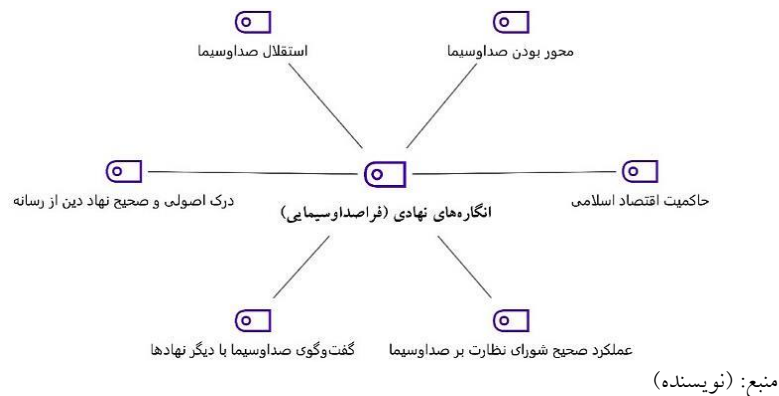 محور بودن صداوسیما
استقلال صداوسیما
حاکمیت اقتصاد اسلامی
انگاره‌های نهادی (فراصداوسیمایی)
درک اصولی و صحیح نهاد دین از رسانه
عملکرد صحیح شورای نظارت بر صداوسیما
گفت‌وگوی صداوسیما با دیگر نهادها
منبع: (نویسنده)